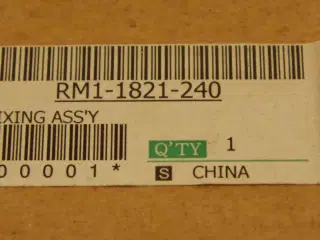 RM1-1821-240
IXING ASS'Y
Q'TY 1
00001*
S CHINA